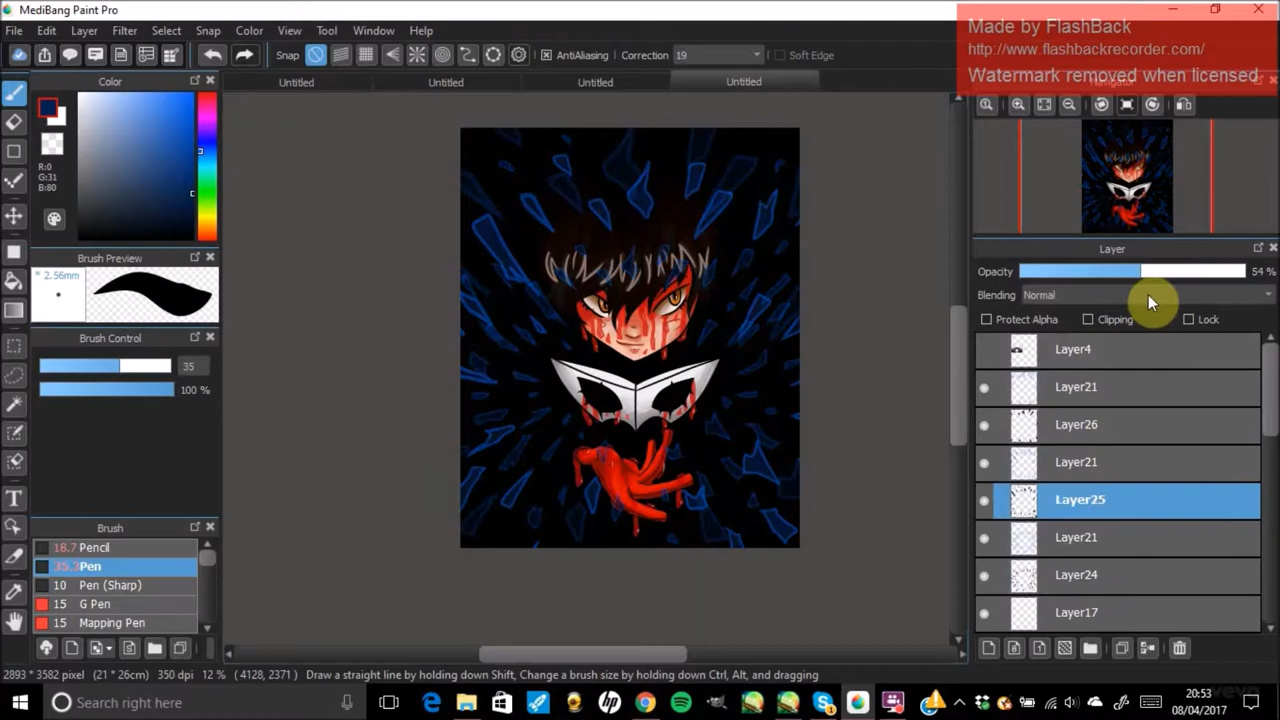 MediBang Paint Pro
Made by FlashBack
http://www.flashbackrecorder.com/
Watermark removed when licensed
File Edit Layer Filter Select Snap Color View Tool Window Help
Snap AntiAliasing Correction 19 Soft Edge
Color Untitled Untitled Untitled Untitled Navigator
R:0
G:31
B:80
Brush Preview
* 2.56mm
Brush Control
35
100 %
Brush
18.7 Pencil
35.3 Pen
10 Pen (Sharp)
15 G Pen
15 Mapping Pen
Layer
Opacity 54 %
Blending Normal
Protect Alpha Clipping Lock
Layer4
Layer21
Layer26
Layer21
Layer25
Layer21
Layer24
Layer17
2893 * 3582 pixel (21 * 26cm) 350 dpi 12 % ( 4128, 2371) Draw a straight line by holding down Shift, Change a brush size by holding down Ctrl, Alt, and dragging
Search right here
20:53
08/04/2017
vevo